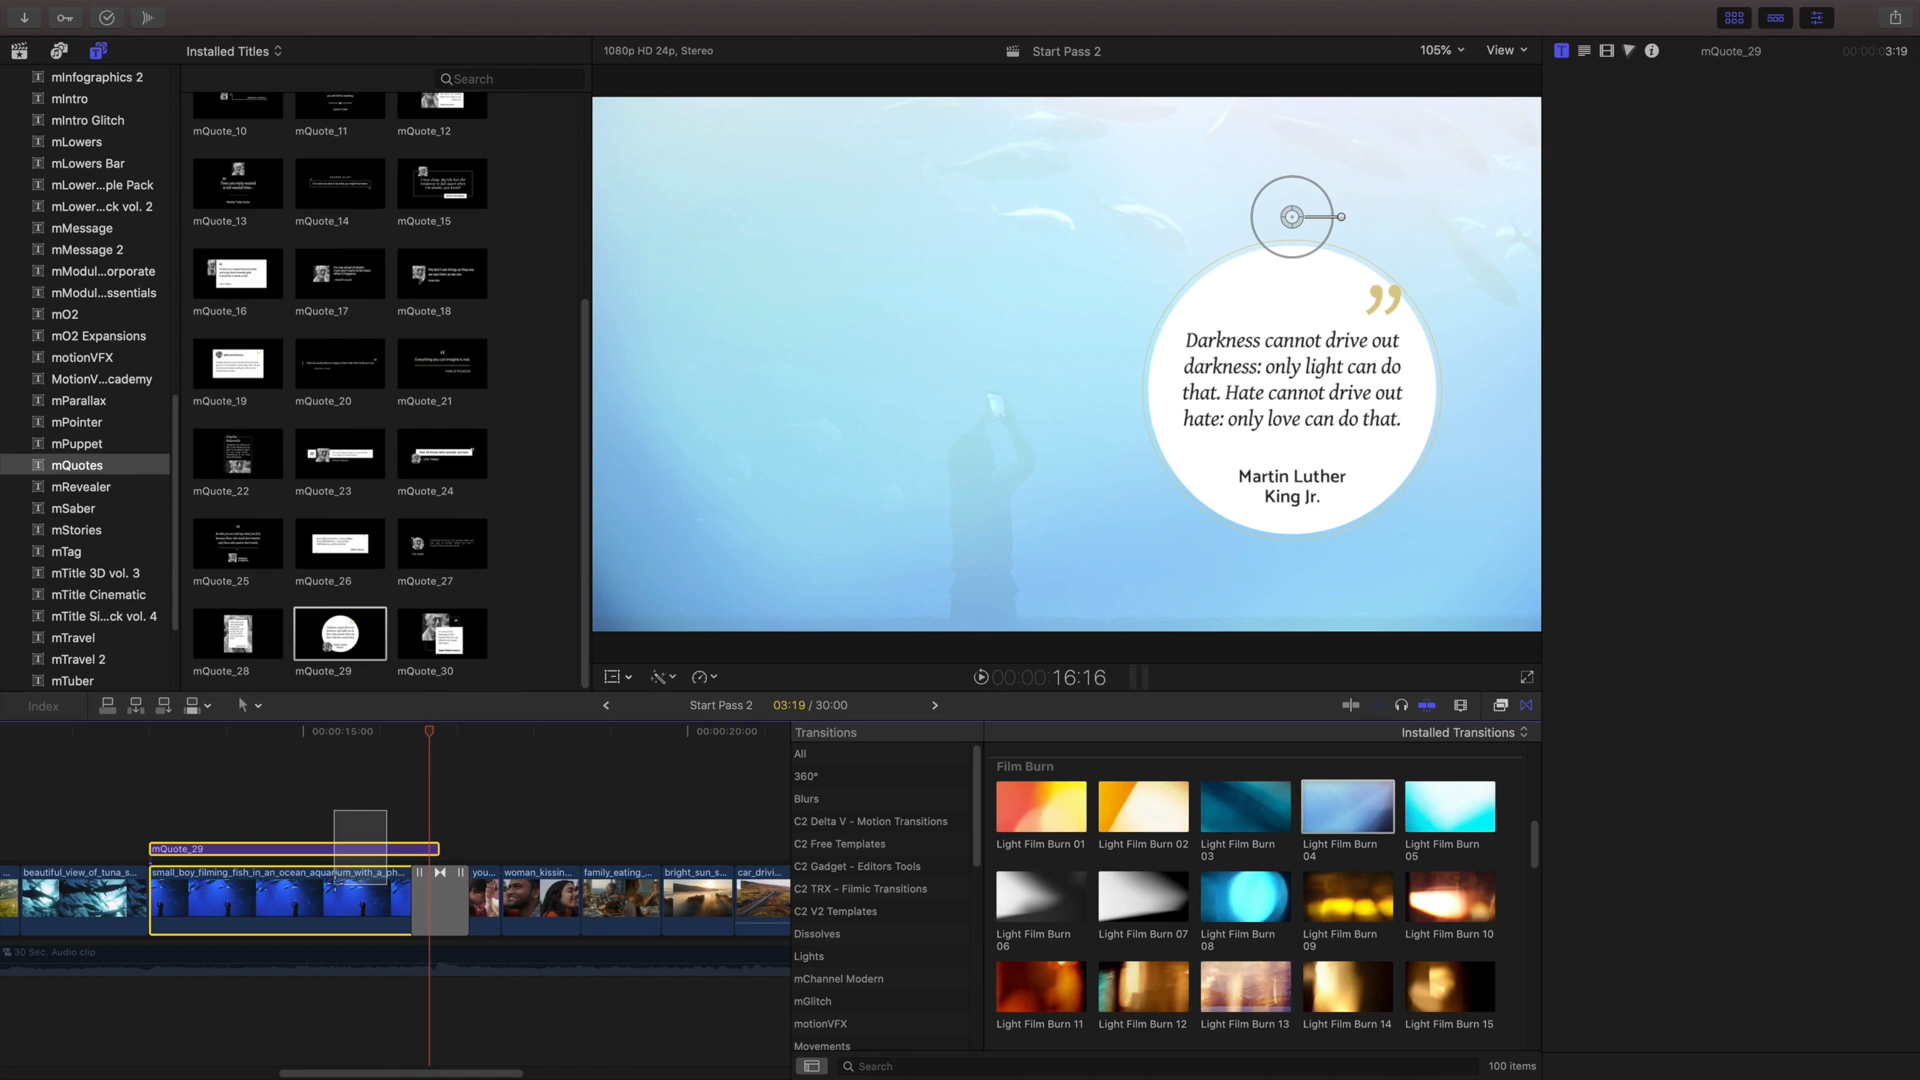 Installed Titles
1080p HD 24p, Stereo
Start Pass 2
105%
View
mQuote_29
00:00:03:19
Search
mInfographics 2
mIntro
mIntro Glitch
mLowers
mLowers Bar
mLower...ple Pack
mLower...ck vol. 2
mMessage
mMessage 2
mModul...orporate
mModul...ssentials
mO2
mO2 Expansions
motionVFX
MotionV...cademy
mParallax
mPointer
mPuppet
mQuotes
mRevealer
mSaber
mStories
mTag
mTitle 3D vol. 3
mTitle Cinematic
mTitle Si...ck vol. 4
mTravel
mTravel 2
mTuber
mQuote_10
mQuote_11
mQuote_12
mQuote_13
mQuote_14
mQuote_15
mQuote_16
mQuote_17
mQuote_18
mQuote_19
mQuote_20
mQuote_21
mQuote_22
mQuote_23
mQuote_24
mQuote_25
mQuote_26
mQuote_27
mQuote_28
mQuote_29
mQuote_30
”
Darkness cannot drive out
darkness: only light can do
that. Hate cannot drive out
hate: only love can do that.
Martin Luther
King Jr.
00:00:00:16:16
Index
Start Pass 2
03:19 / 30:00
00:00:15:00
00:00:20:00
mQuote_29
... beautiful_view_of_tuna_s...
small_boy_filming_fish_in_an_ocean_aquarium_with_a_ph...
you...
woman_kissin...
family_eating_...
bright_sun_s...
car_drivi...
30 Sec. Audio clip
Transitions
Installed Transitions
All
360°
Blurs
C2 Delta V - Motion Transitions
C2 Free Templates
C2 Gadget - Editors Tools
C2 TRX - Filmic Transitions
C2 V2 Templates
Dissolves
Lights
mChannel Modern
mGlitch
motionVFX
Movements
Film Burn
Light Film Burn 01
Light Film Burn 02
Light Film Burn
03
Light Film Burn
04
Light Film Burn
05
Light Film Burn
06
Light Film Burn 07
Light Film Burn
08
Light Film Burn
09
Light Film Burn 10
Light Film Burn 11
Light Film Burn 12
Light Film Burn 13
Light Film Burn 14
Light Film Burn 15
Search
100 items